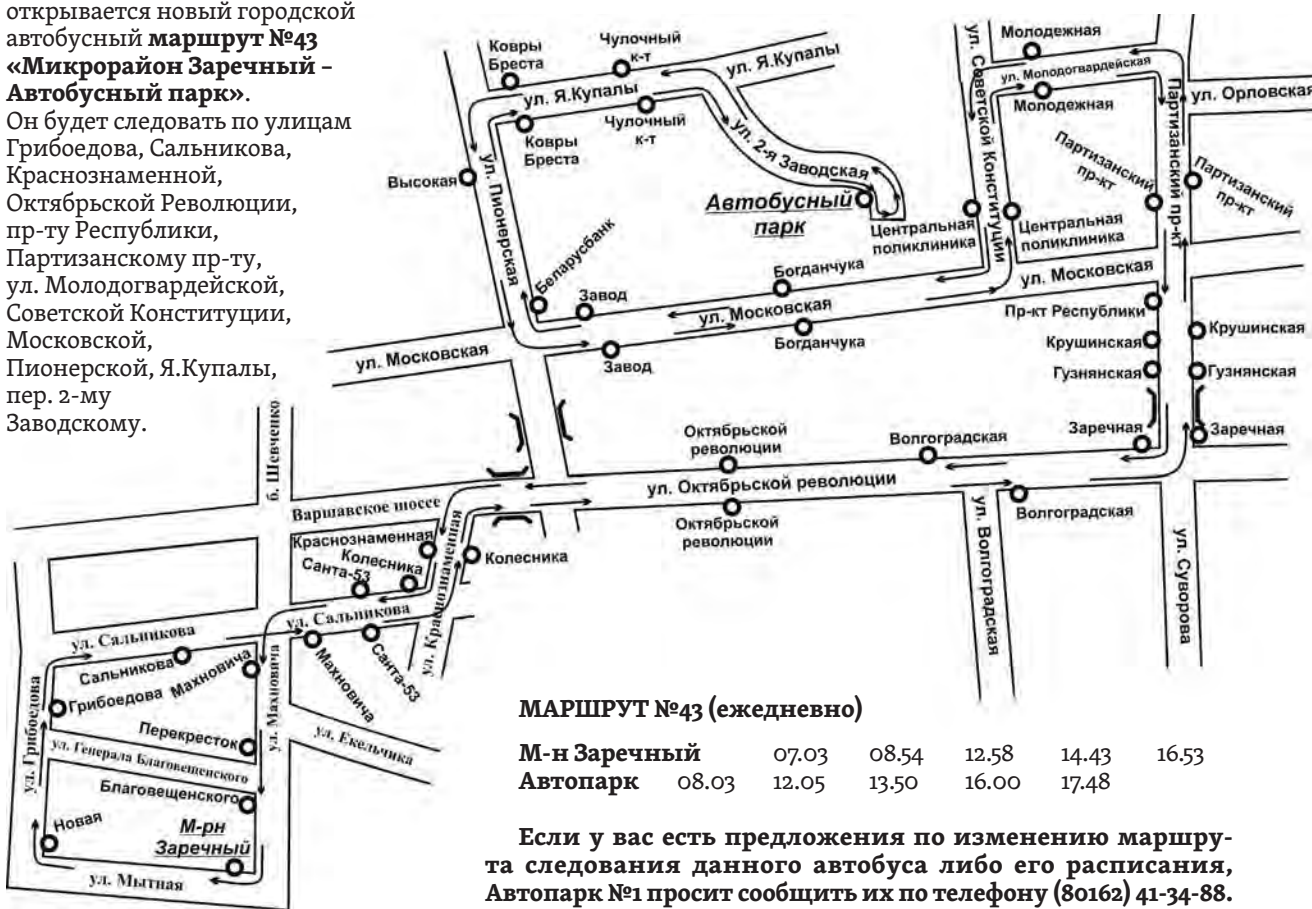 открывается новый городской
автобусный маршрут №43
«Микрорайон Заречный –
Автобусный парк».
Он будет следовать по улицам
Грибоедова, Сальникова,
Краснознаменной,
Октябрьской Революции,
пр-ту Республики,
Партизанскому пр-ту,
ул. Молодогвардейской,
Советской Конституции,
Московской,
Пионерской, Я.Купалы,
пер. 2-му
Заводскому.
Ковры
Бреста
Чулочный
к-т
ул. Я.Купалы
ул. Я.Купалы
Ковры
Бреста
Чулочный
к-т
ул. 2-я Заводская
Высокая
ул. Пионерская
Автобусный
парк
Беларусбанк
Завод
Завод
ул. Московская
ул. Московская
Богданчука
Богданчука
Центральная
поликлиника
Центральная
поликлиника
ул. Московская
ул. Советской Конституции
Молодежная
ул. Молодогвардейская
Молодежная
Партизанский
пр-кт
Партизанский пр-кт
Партизанский
пр-кт
ул. Орловская
Пр-кт Республики
Крушинская
Крушинская
Гузнянская
Гузнянская
Заречная
Заречная
Октябрьской
революции
Волгоградская
ул. Октябрьской революции
Октябрьской
революции
Волгоградская
ул. Волгоградская
ул. Суворова
б. Шевченко
Варшавское шоссе
Краснознаменная
Колесника
Санта-53
Колесника
ул. Краснознаменная
ул. Сальникова
ул. Сальникова
Сальникова
Махновича
Махновича
Санта-53
Грибоедова
ул. Грибоедова
Перекресток
ул. Махновича
ул. Екельчика
ул. Генерала Благовещенского
Благовещенского
Новая
М-рн
Заречный
ул. Мытная
МАРШРУТ №43 (ежедневно)
М-н Заречный 07.03 08.54 12.58 14.43 16.53
Автопарк 08.03 12.05 13.50 16.00 17.48
Если у вас есть предложения по изменению маршру-
та следования данного автобуса либо его расписания,
Автопарк №1 просит сообщить их по телефону (80162) 41-34-88.